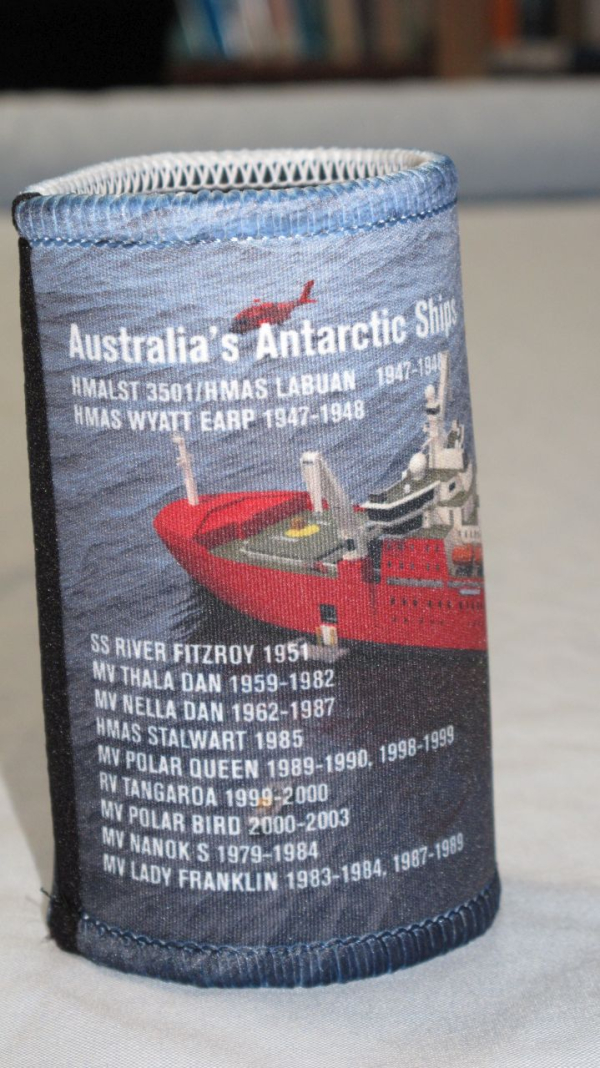 Australia's Antarctic Ships
HMALST 3501/HMAS LABUAN 1947-1948
HMAS WYATT EARP 1947-1948
SS RIVER FITZROY 1951
MV THALA DAN 1959-1982
MV NELLA DAN 1962-1987
HMAS STALWART 1985
MV POLAR QUEEN 1989-1990, 1998-1999
RV TANGAROA 1999-2000
MV POLAR BIRD 2000-2003
MV NANOK S 1979-1984
MV LADY FRANKLIN 1983-1984, 1987-1989